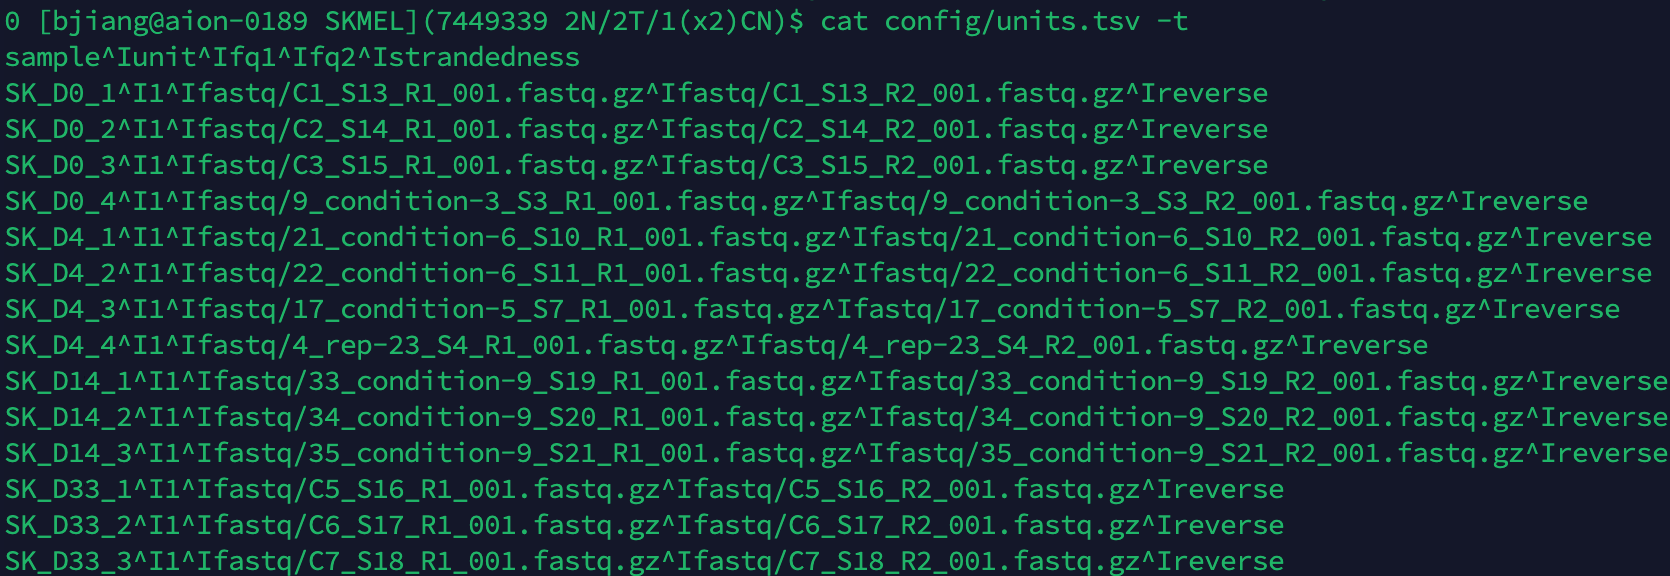 0 [bjiang@aion-0189 SKMEL](7449339 2N/2T/1(x2)CN)$ cat config/units.tsv -t
sample^Iunit^Ifq1^Ifq2^Istrandedness
SK_D0_1^I1^Ifastq/C1_S13_R1_001.fastq.gz^Ifastq/C1_S13_R2_001.fastq.gz^Ireverse
SK_D0_2^I1^Ifastq/C2_S14_R1_001.fastq.gz^Ifastq/C2_S14_R2_001.fastq.gz^Ireverse
SK_D0_3^I1^Ifastq/C3_S15_R1_001.fastq.gz^Ifastq/C3_S15_R2_001.fastq.gz^Ireverse
SK_D0_4^I1^Ifastq/9_condition-3_S3_R1_001.fastq.gz^Ifastq/9_condition-3_S3_R2_001.fastq.gz^Ireverse
SK_D4_1^I1^Ifastq/21_condition-6_S10_R1_001.fastq.gz^Ifastq/21_condition-6_S10_R2_001.fastq.gz^Ireverse
SK_D4_2^I1^Ifastq/22_condition-6_S11_R1_001.fastq.gz^Ifastq/22_condition-6_S11_R2_001.fastq.gz^Ireverse
SK_D4_3^I1^Ifastq/17_condition-5_S7_R1_001.fastq.gz^Ifastq/17_condition-5_S7_R2_001.fastq.gz^Ireverse
SK_D4_4^I1^Ifastq/4_rep-23_S4_R1_001.fastq.gz^Ifastq/4_rep-23_S4_R2_001.fastq.gz^Ireverse
SK_D14_1^I1^Ifastq/33_condition-9_S19_R1_001.fastq.gz^Ifastq/33_condition-9_S19_R2_001.fastq.gz^Ireverse
SK_D14_2^I1^Ifastq/34_condition-9_S20_R1_001.fastq.gz^Ifastq/34_condition-9_S20_R2_001.fastq.gz^Ireverse
SK_D14_3^I1^Ifastq/35_condition-9_S21_R1_001.fastq.gz^Ifastq/35_condition-9_S21_R2_001.fastq.gz^Ireverse
SK_D33_1^I1^Ifastq/C5_S16_R1_001.fastq.gz^Ifastq/C5_S16_R2_001.fastq.gz^Ireverse
SK_D33_2^I1^Ifastq/C6_S17_R1_001.fastq.gz^Ifastq/C6_S17_R2_001.fastq.gz^Ireverse
SK_D33_3^I1^Ifastq/C7_S18_R1_001.fastq.gz^Ifastq/C7_S18_R2_001.fastq.gz^Ireverse